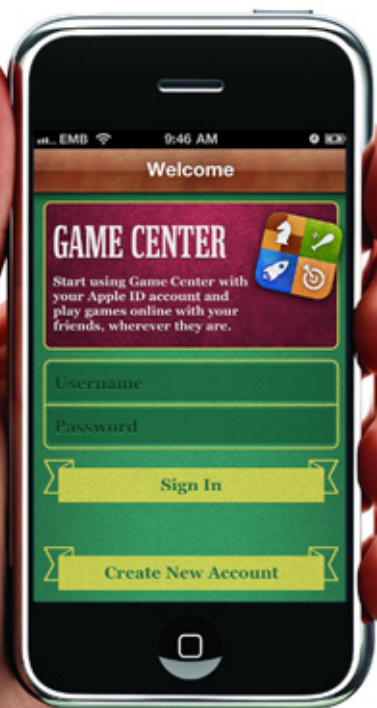 EMB 9:46 AM
Welcome
GAME CENTER
Start using Game Center with
your Apple ID account and
play games online with your
friends, wherever they are.
Username
Password
Sign In
Create New Account